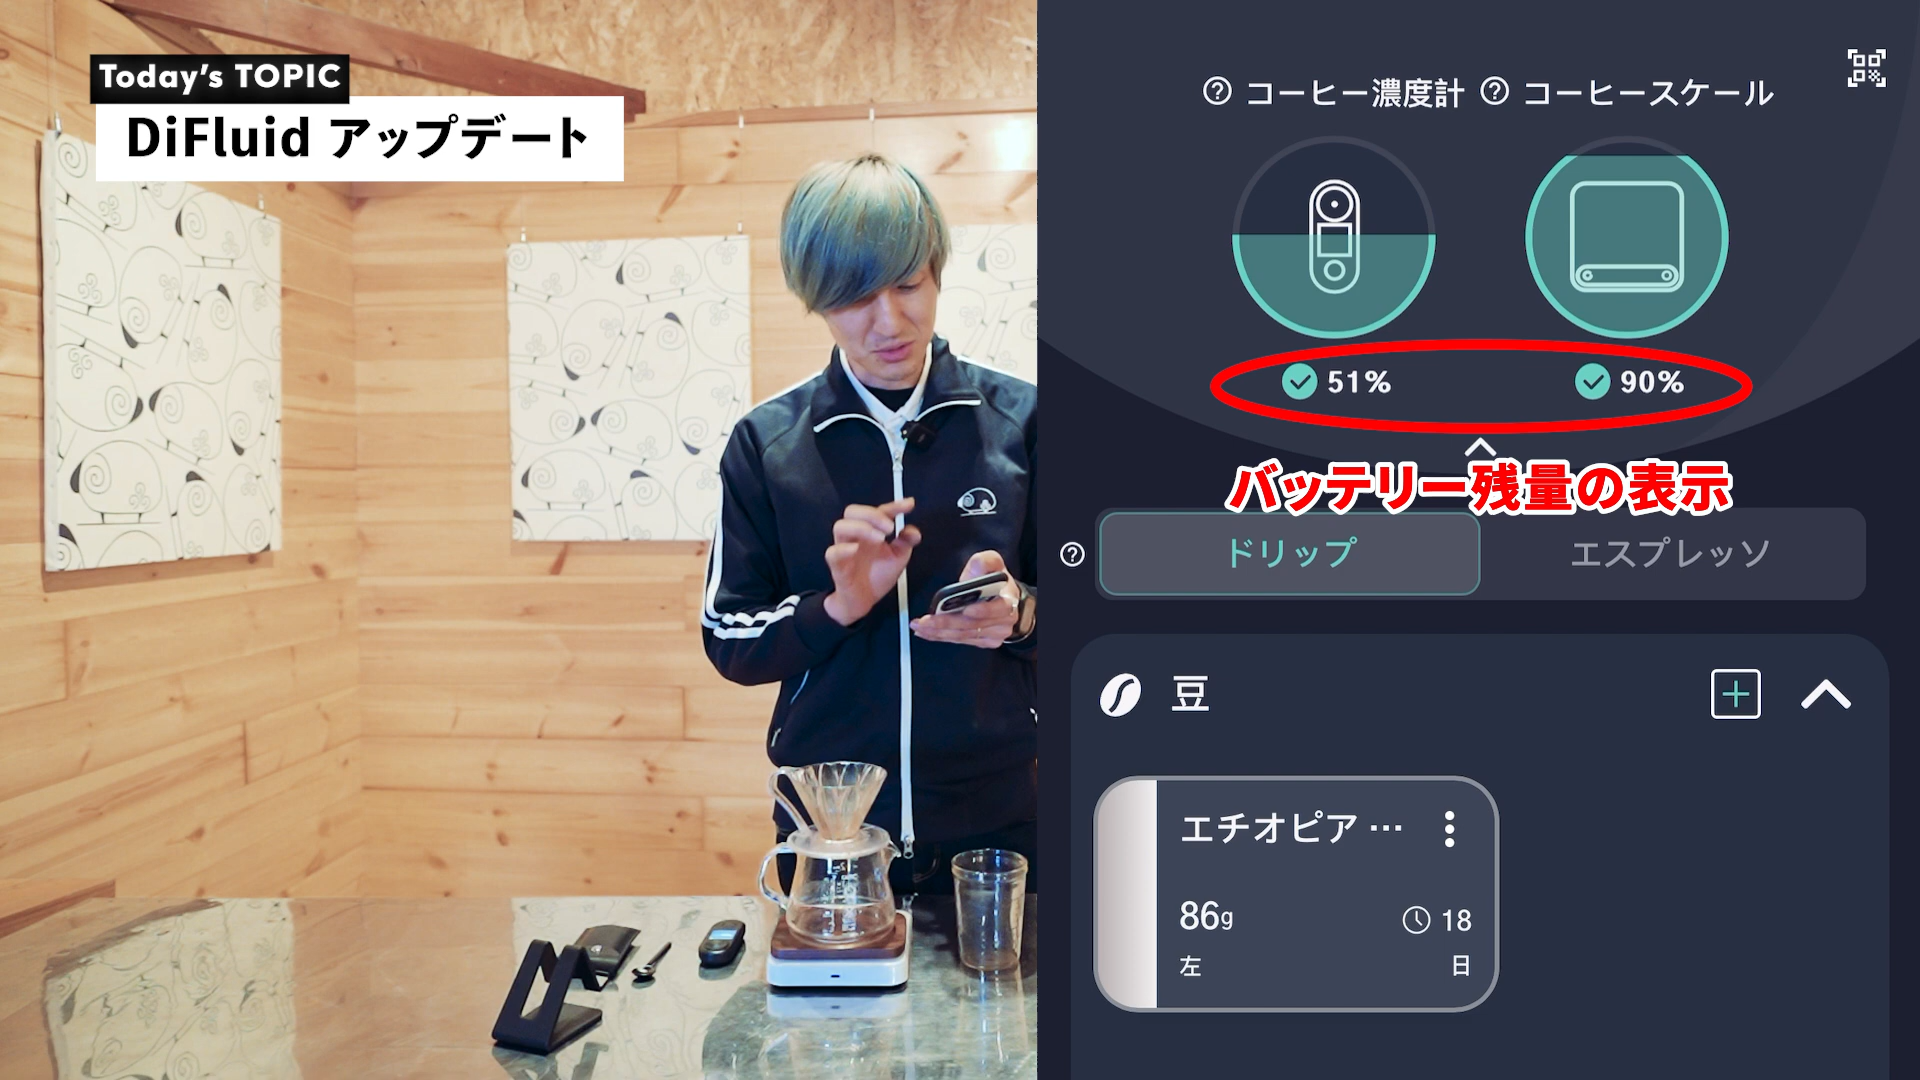 Today's TOPIC
DiFluid アップデート
コーヒー濃度計 コーヒースケール
51% 90%
バッテリー残量の表示
ドリップ エスプレッソ
豆
エチオピア …
86g 18
左 日